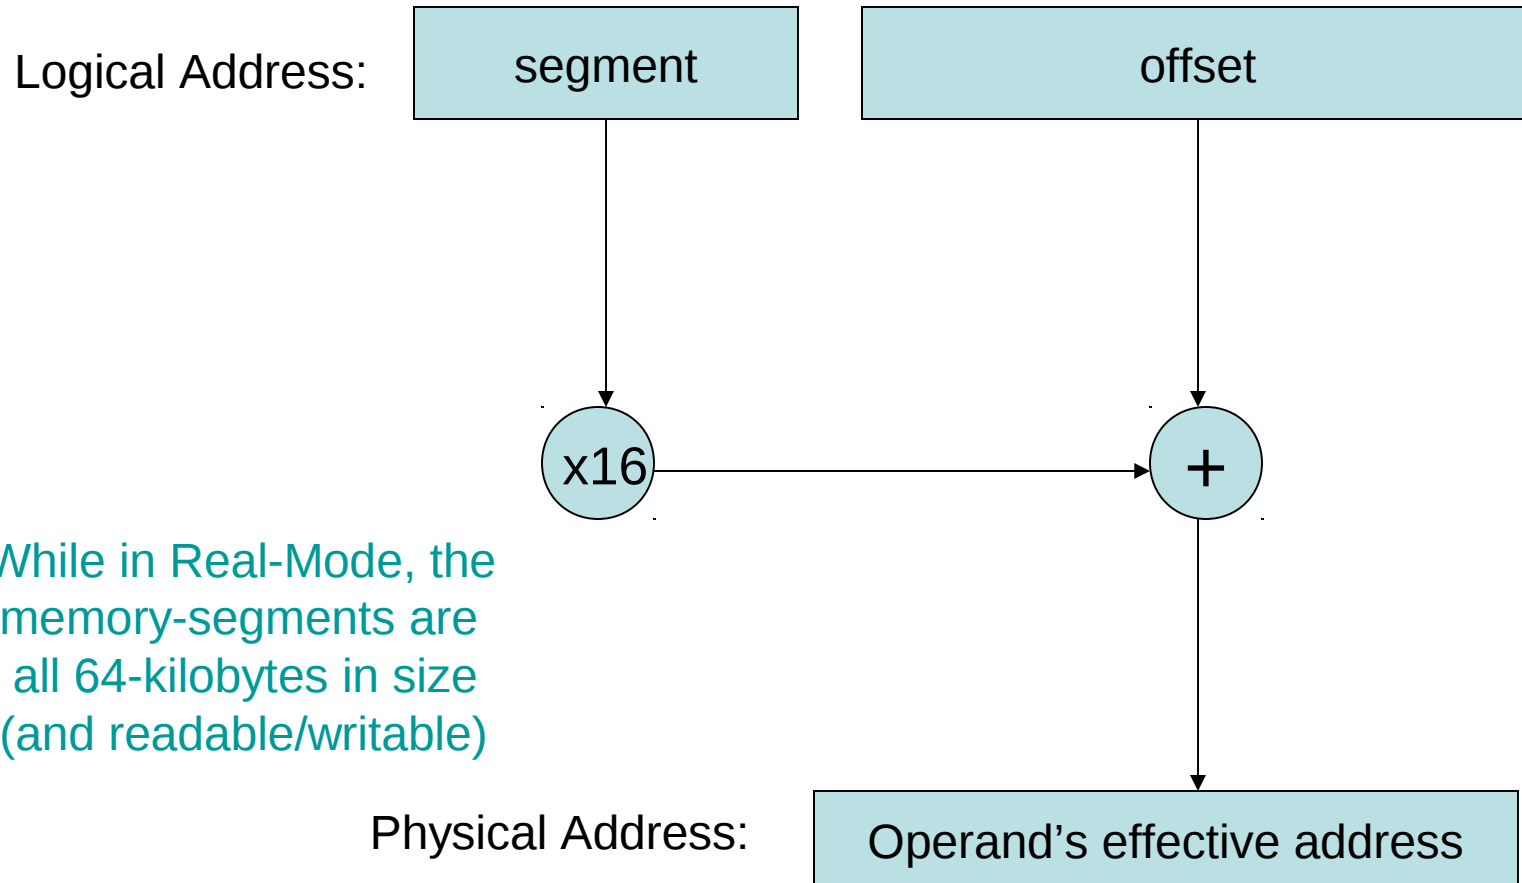 Logical Address:
segment
offset
x16
+
While in Real-Mode, the
memory-segments are
all 64-kilobytes in size
(and readable/writable)
Physical Address:
Operand’s effective address